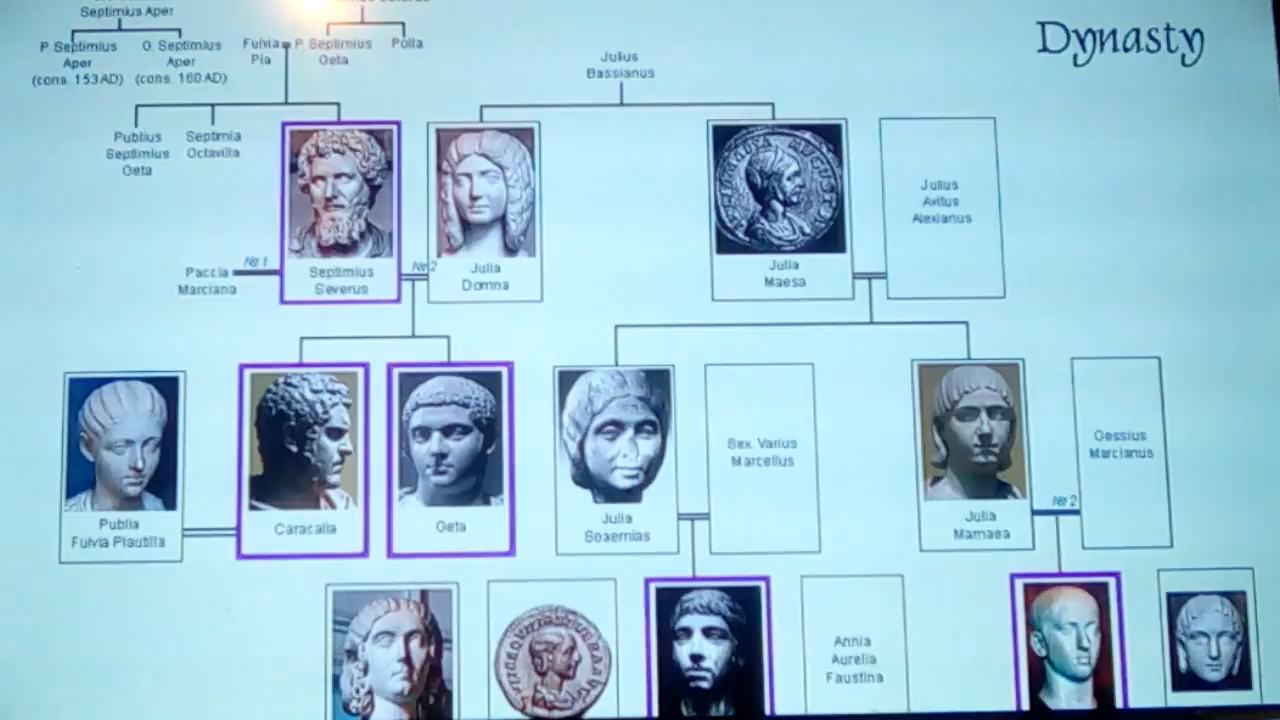 Septimius Aper
P. Septimius
Aper
(cons. 153 AD)
O. Septimius
Aper
(cons. 160 AD)
Fulvia
Pia
P. Septimius
Geta
Polla
Julius
Bassianus
Dynasty
Publius
Septimius
Geta
Septimia
Octavilla
Paccia
Marciana
№1
Septimius
Severus
№2
Julia
Domna
Julia
Maesa
Julius
Avitus
Alexianus
Publia
Fulvia Plautilla
Caracalla
Geta
Julia
Soaemias
Sex. Varius
Marcellus
Julia
Mamaea
№2
Gessius
Marcianus
Annia
Aurelia
Faustina